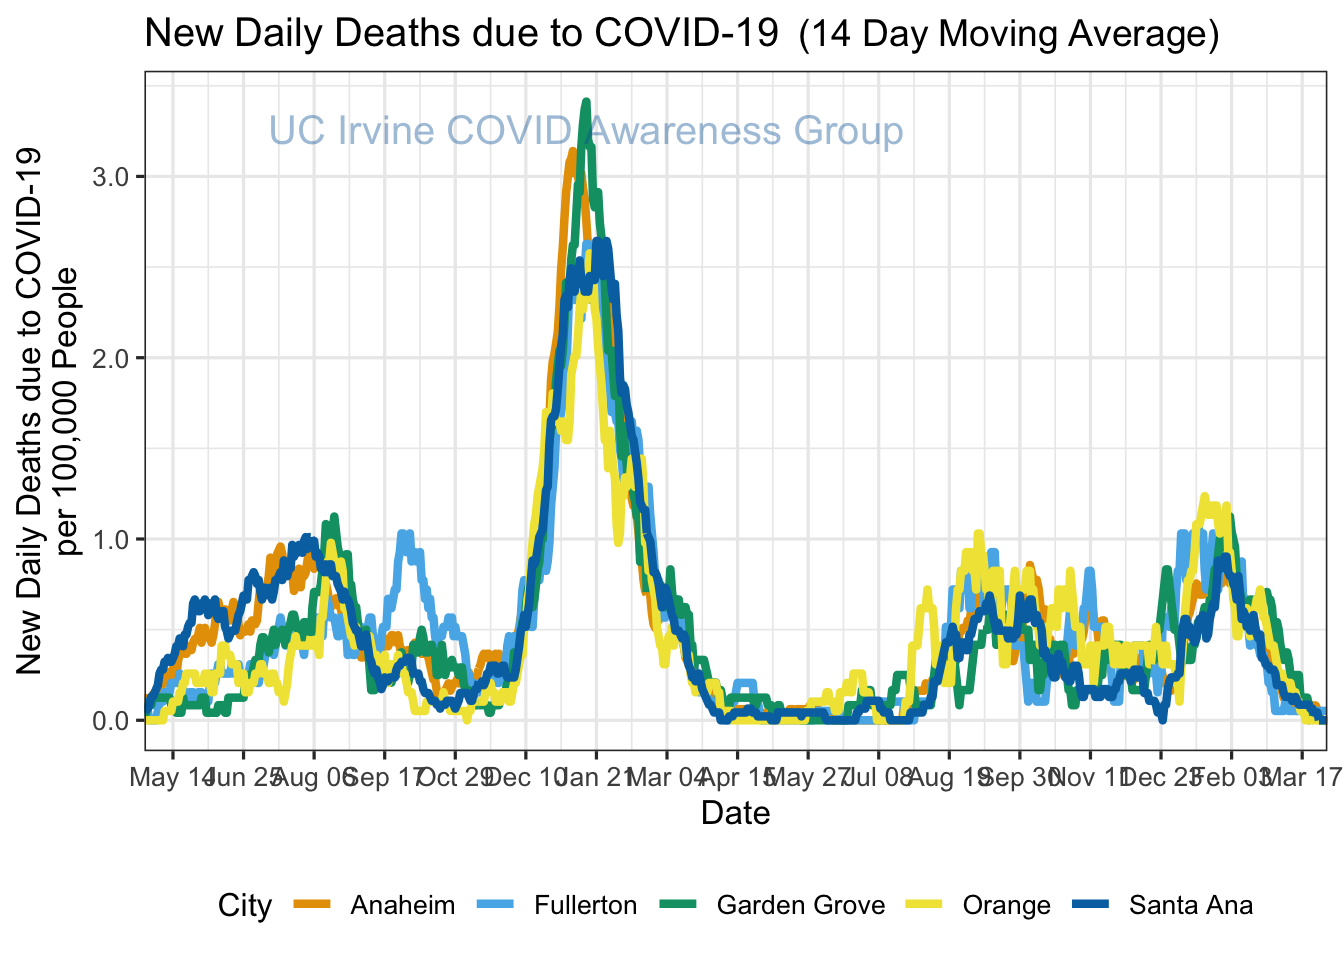 New Daily Deaths due to COVID-19 (14 Day Moving Average)
UC Irvine COVID Awareness Group
New Daily Deaths due to COVID-19
per 100,000 People
3.0
2.0
1.0
0.0
May 14 Jun 25 Aug 06 Sep 17 Oct 29 Dec 10 Jan 21 Mar 04 Apr 15 May 27 Jul 08 Aug 19 Sep 30 Nov 11 Dec 23 Feb 03 Mar 17
Date
City Anaheim Fullerton Garden Grove Orange Santa Ana